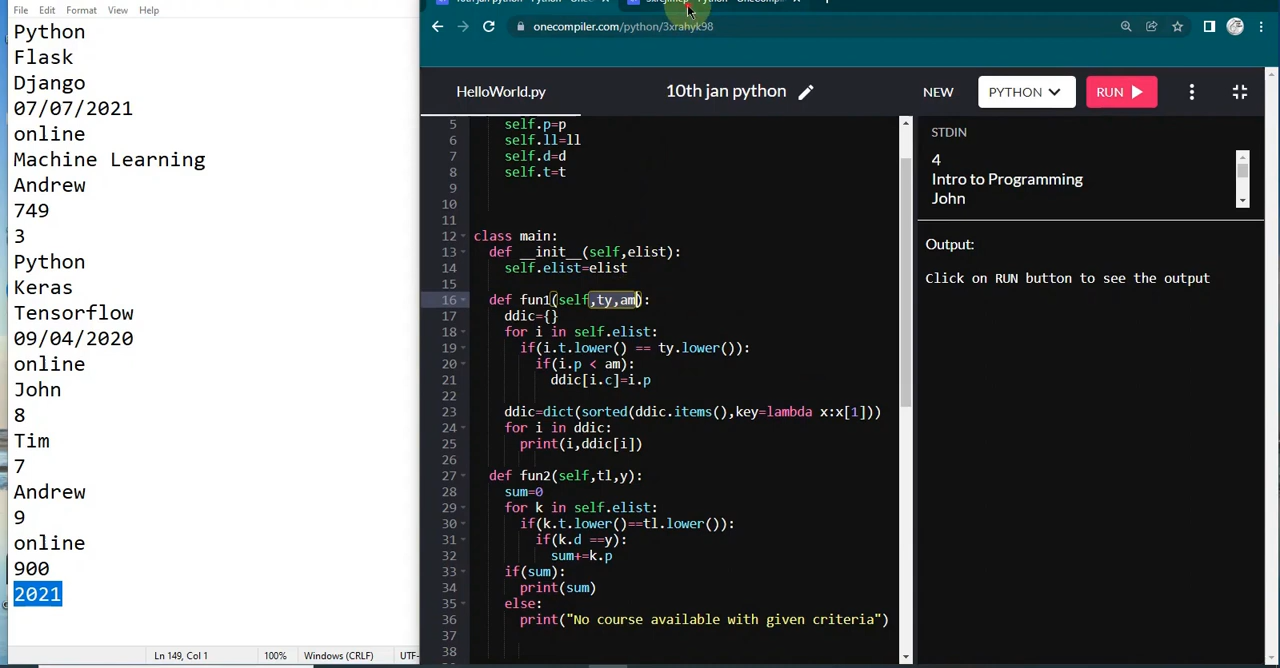 File Edit Format View Help
Python
Flask
Django
07/07/2021
online
Machine Learning
Andrew
749
3
Python
Keras
Tensorflow
09/04/2020
online
John
8
Tim
7
Andrew
9
online
900
2021
Ln 149, Col 1 100% Windows (CRLF) UTF-
onecompiler.com/python/3xrahyk98
HelloWorld.py 10th jan python NEW PYTHON RUN
5 self.p=p
6 self.ll=ll
7 self.d=d
8 self.t=t
9
10
11
12 class main:
13 def __init__(self,elist):
14 self.elist=elist
15
16 def fun1(self,ty,am):
17 ddic={}
18 for i in self.elist:
19 if(i.t.lower() == ty.lower()):
20 if(i.p < am):
21 ddic[i.c]=i.p
22
23 ddic=dict(sorted(ddic.items(),key=lambda x:x[1]))
24 for i in ddic:
25 print(i,ddic[i])
26
27 def fun2(self,tl,y):
28 sum=0
29 for k in self.elist:
30 if(k.t.lower()==tl.lower()):
31 if(k.d ==y):
32 sum+=k.p
33 if(sum):
34 print(sum)
35 else:
36 print("No course available with given criteria")
37
38
STDIN
4
Intro to Programming
John
Output:
Click on RUN button to see the output